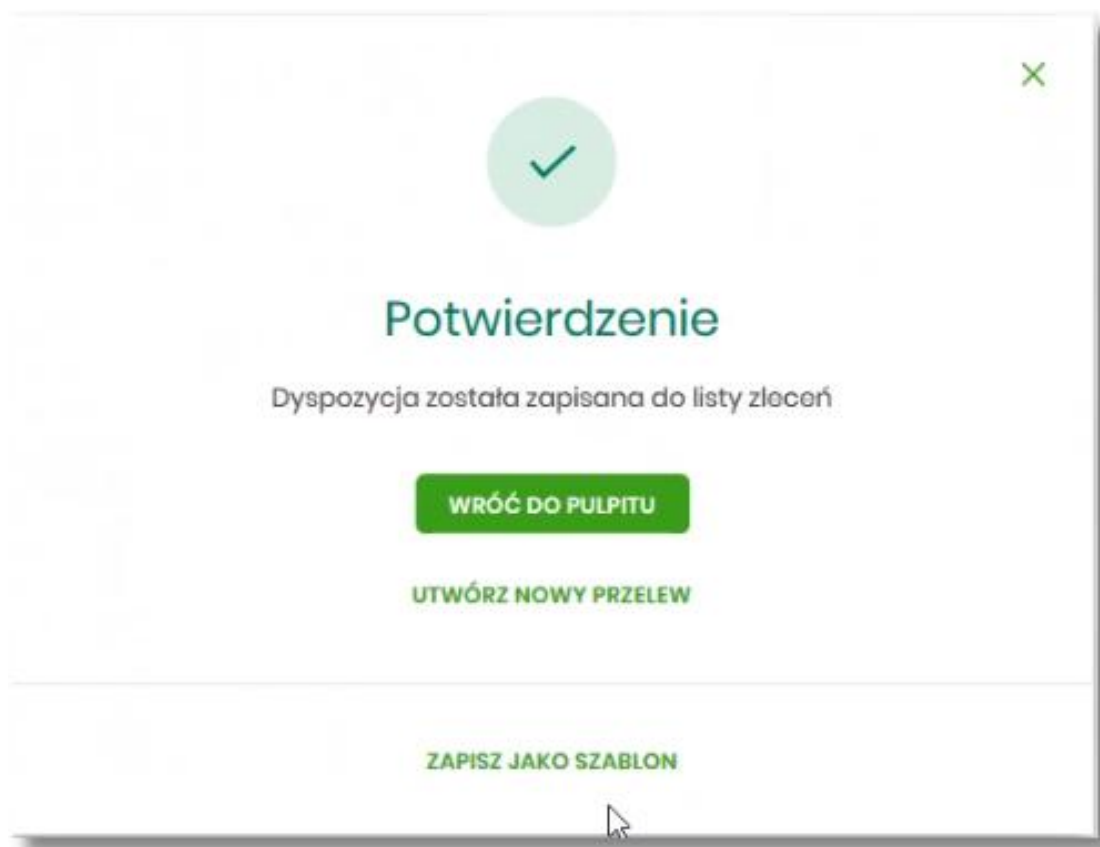 Potwierdzenie
Dyspozycja została zapisana do listy zleceń
WRÓĆ DO PULPITU
UTWÓRZ NOWY PRZELEW
ZAPISZ JAKO SZABLON